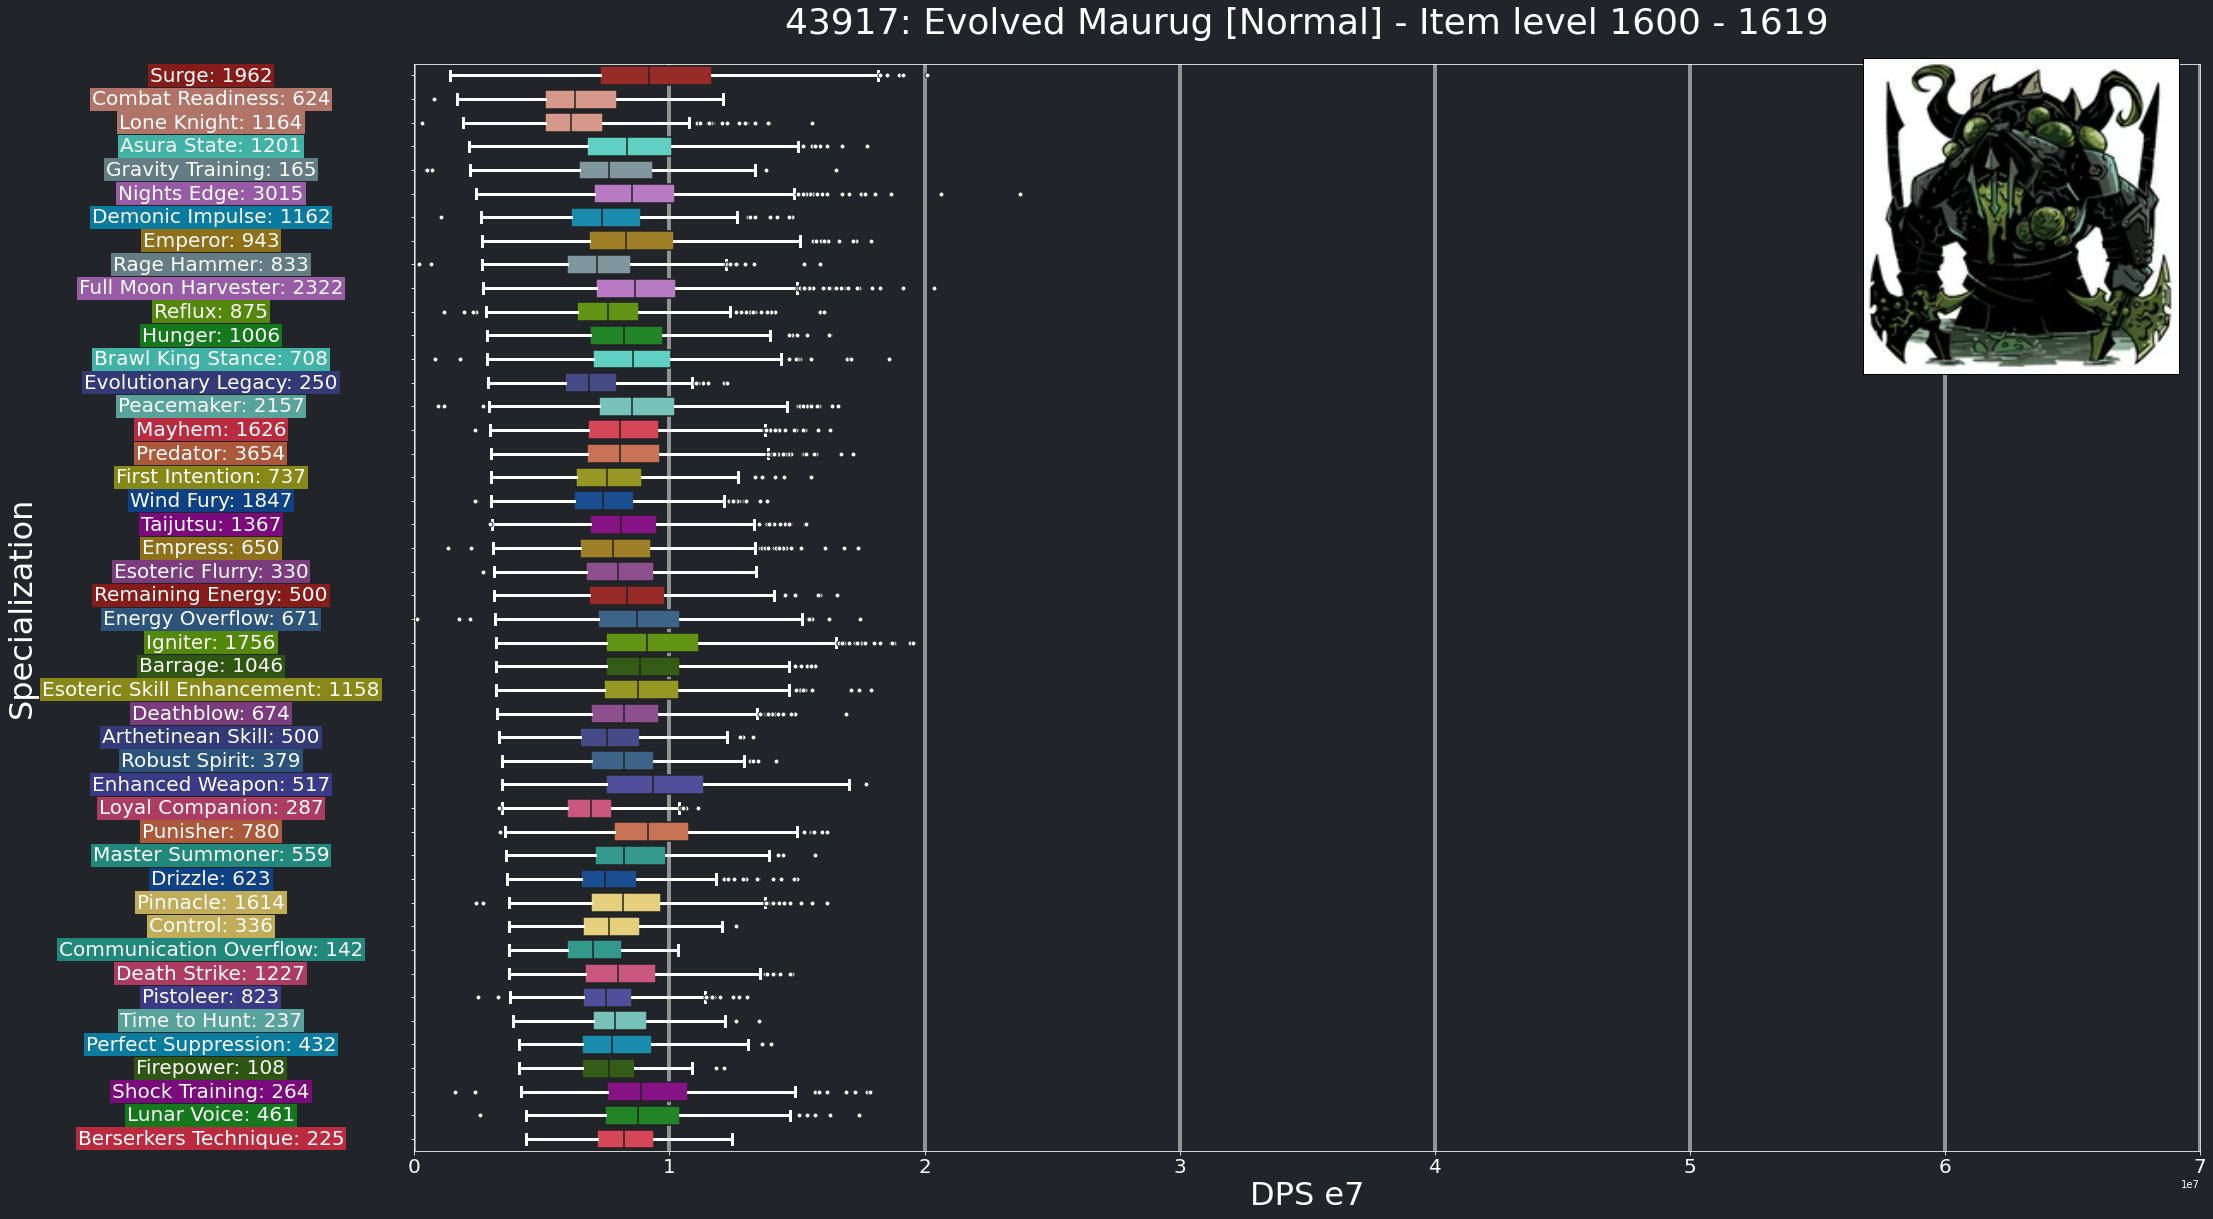 43917: Evolved Maurug [Normal] - Item level 1600 - 1619
Specialization
Surge: 1962
Combat Readiness: 624
Lone Knight: 1164
Asura State: 1201
Gravity Training: 165
Nights Edge: 3015
Demonic Impulse: 1162
Emperor: 943
Rage Hammer: 833
Full Moon Harvester: 2322
Reflux: 875
Hunger: 1006
Brawl King Stance: 708
Evolutionary Legacy: 250
Peacemaker: 2157
Mayhem: 1626
Predator: 3654
First Intention: 737
Wind Fury: 1847
Taijutsu: 1367
Empress: 650
Esoteric Flurry: 330
Remaining Energy: 500
Energy Overflow: 671
Igniter: 1756
Barrage: 1046
Esoteric Skill Enhancement: 1158
Deathblow: 674
Arthetinean Skill: 500
Robust Spirit: 379
Enhanced Weapon: 517
Loyal Companion: 287
Punisher: 780
Master Summoner: 559
Drizzle: 623
Pinnacle: 1614
Control: 336
Communication Overflow: 142
Death Strike: 1227
Pistoleer: 823
Time to Hunt: 237
Perfect Suppression: 432
Firepower: 108
Shock Training: 264
Lunar Voice: 461
Berserkers Technique: 225
0 1 2 3 4 5 6 7
1e7
DPS e7